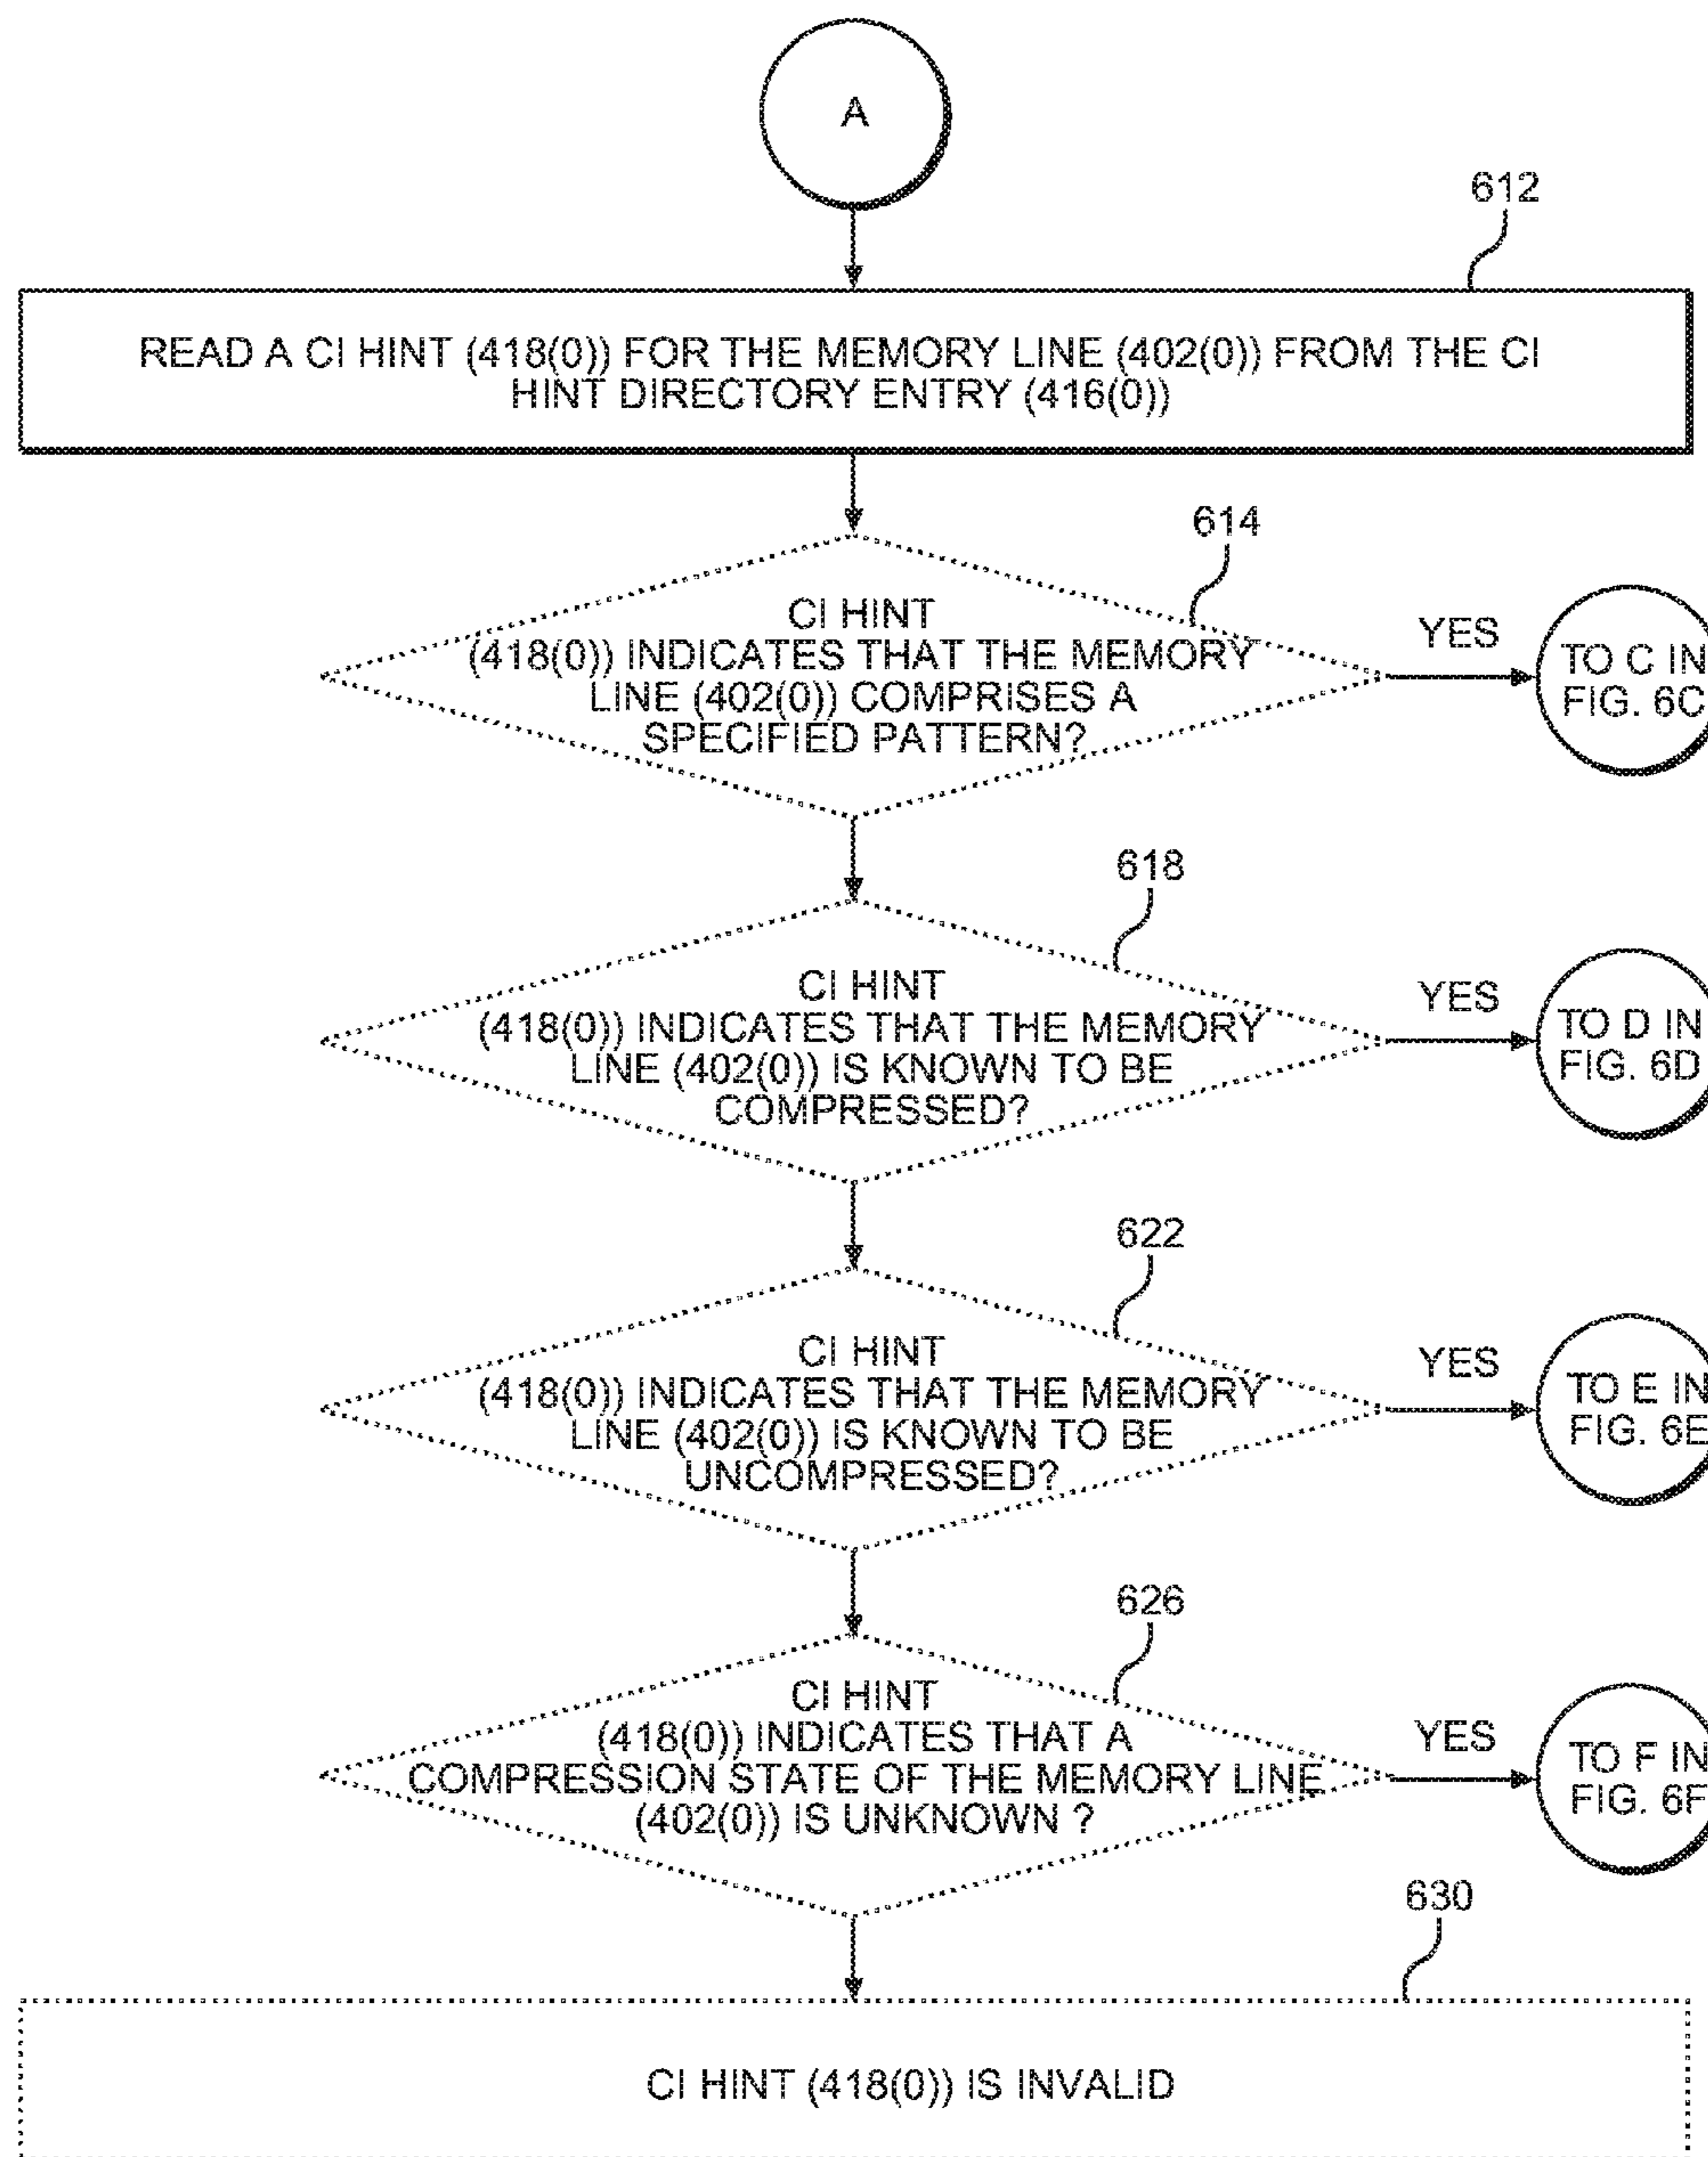 A
612
READ A CI HINT (418(0)) FOR THE MEMORY LINE (402(0)) FROM THE CI
HINT DIRECTORY ENTRY (416(0))
614
CI HINT
(418(0)) INDICATES THAT THE MEMORY
LINE (402(0)) COMPRISES A
SPECIFIED PATTERN?
YES
TO C IN
FIG. 6C
618
CI HINT
(418(0)) INDICATES THAT THE MEMORY
LINE (402(0)) IS KNOWN TO BE
COMPRESSED?
YES
TO D IN
FIG. 6D
622
CI HINT
(418(0)) INDICATES THAT THE MEMORY
LINE (402(0)) IS KNOWN TO BE
UNCOMPRESSED?
YES
TO E IN
FIG. 6E
626
CI HINT
(418(0)) INDICATES THAT A
COMPRESSION STATE OF THE MEMORY LINE
(402(0)) IS UNKNOWN ?
YES
TO F IN
FIG. 6F
630
CI HINT (418(0)) IS INVALID